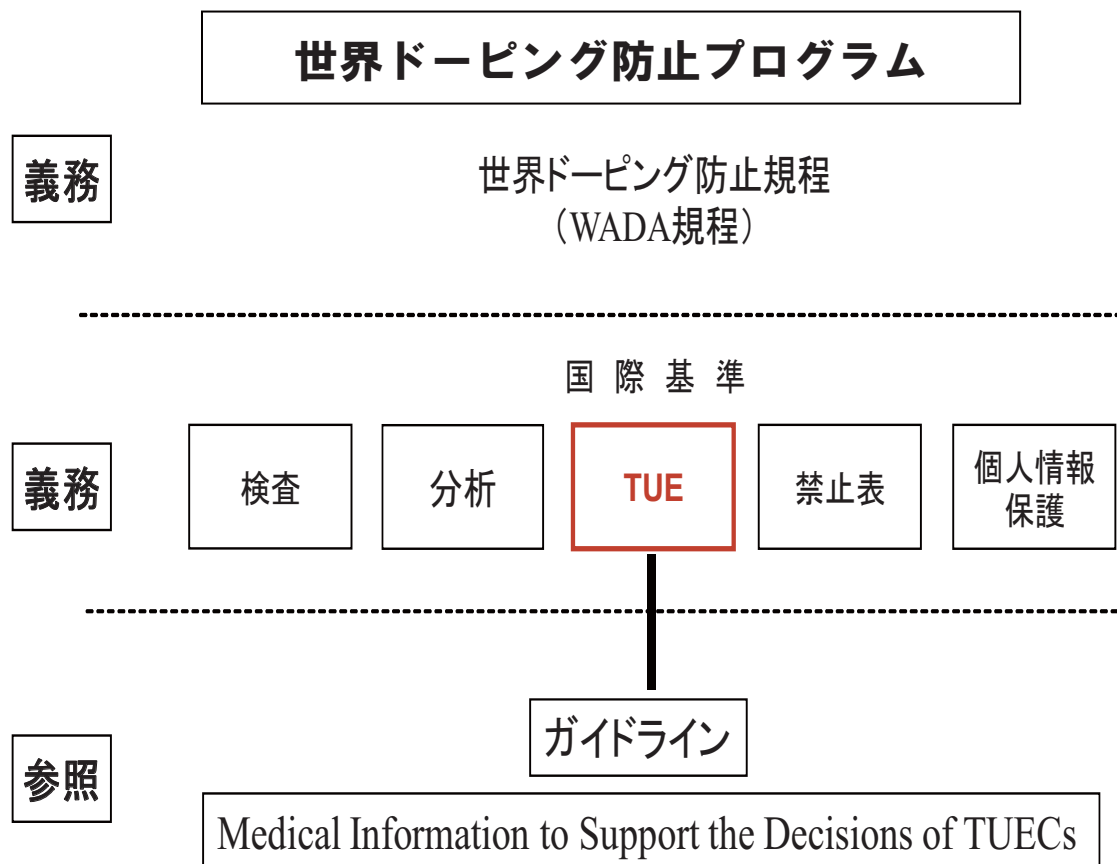 世界ドーピング防止プログラム
義務
世界ドーピング防止規程
（WADA規程）
国際基準
義務
検査
分析
TUE
禁止表
個人情報
保護
ガイドライン
参照
Medical Information to Support the Decisions of TUECs